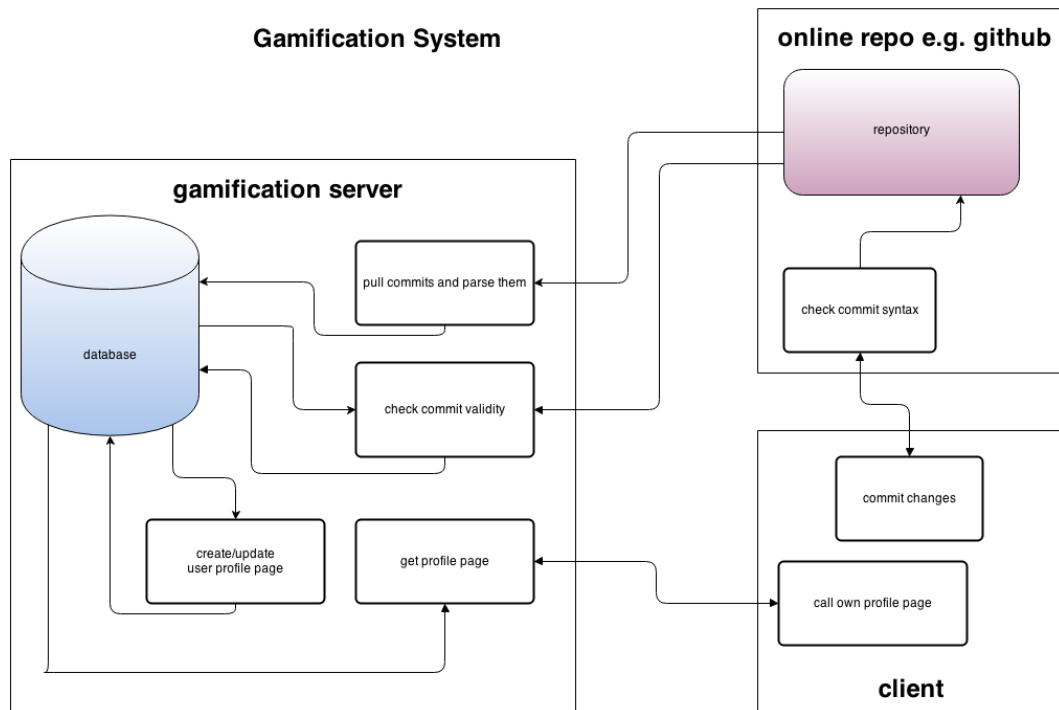 Gamification System
online repo e.g. github
repository
gamification server
pull commits and parse them
check commit syntax
database
check commit validity
commit changes
create/update
user profile page
get profile page
call own profile page
client